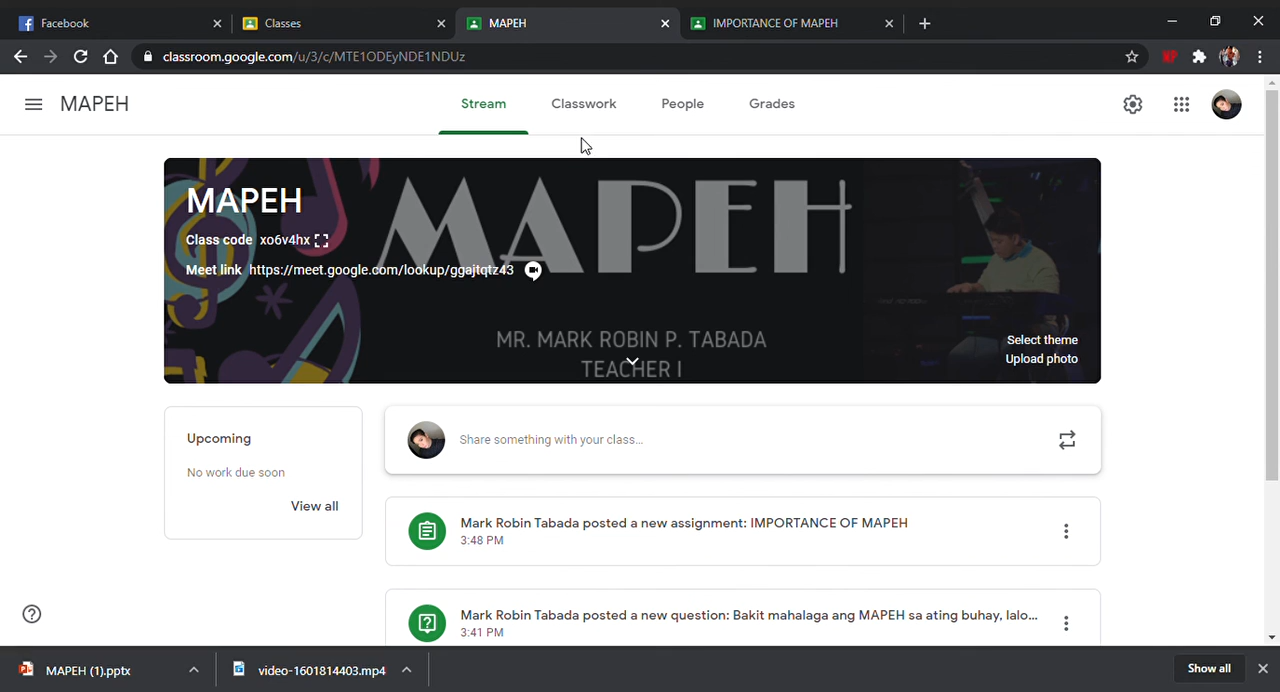 Facebook
Classes
MAPEH
IMPORTANCE OF MAPEH
classroom.google.com/u/3/c/MTE1ODEyNDE1NDUz
MAPEH
Stream
Classwork
People
Grades
MAPEH
MAPEH
Class code xo6v4hx
Meet link https://meet.google.com/lookup/ggajtqtz43
MR. MARK ROBIN P. TABADA
TEACHER I
Select theme
Upload photo
Upcoming
No work due soon
View all
Share something with your class...
Mark Robin Tabada posted a new assignment: IMPORTANCE OF MAPEH
3:48 PM
Mark Robin Tabada posted a new question: Bakit mahalaga ang MAPEH sa ating buhay, lalo...
3:41 PM
MAPEH (1).pptx
video-1601814403.mp4
Show all